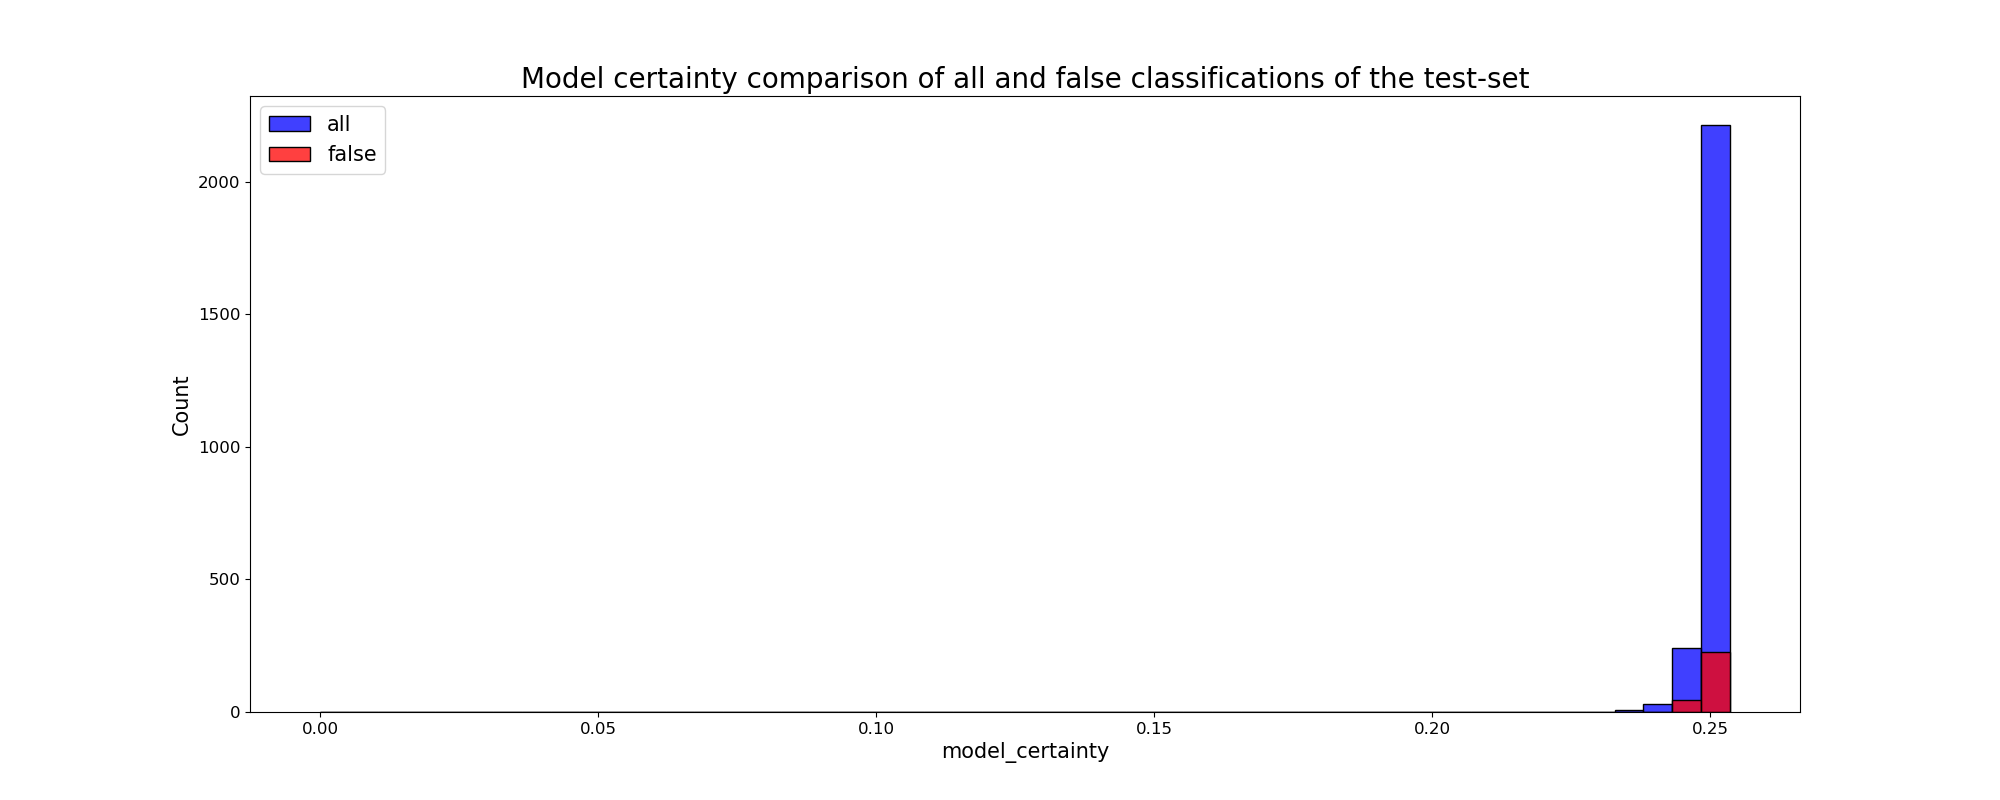 Model certainty comparison of all and false classifications of the test-set
all
false
2000
1500
1000
500
0
Count
0.00 0.05 0.10 0.15 0.20 0.25
model_certainty